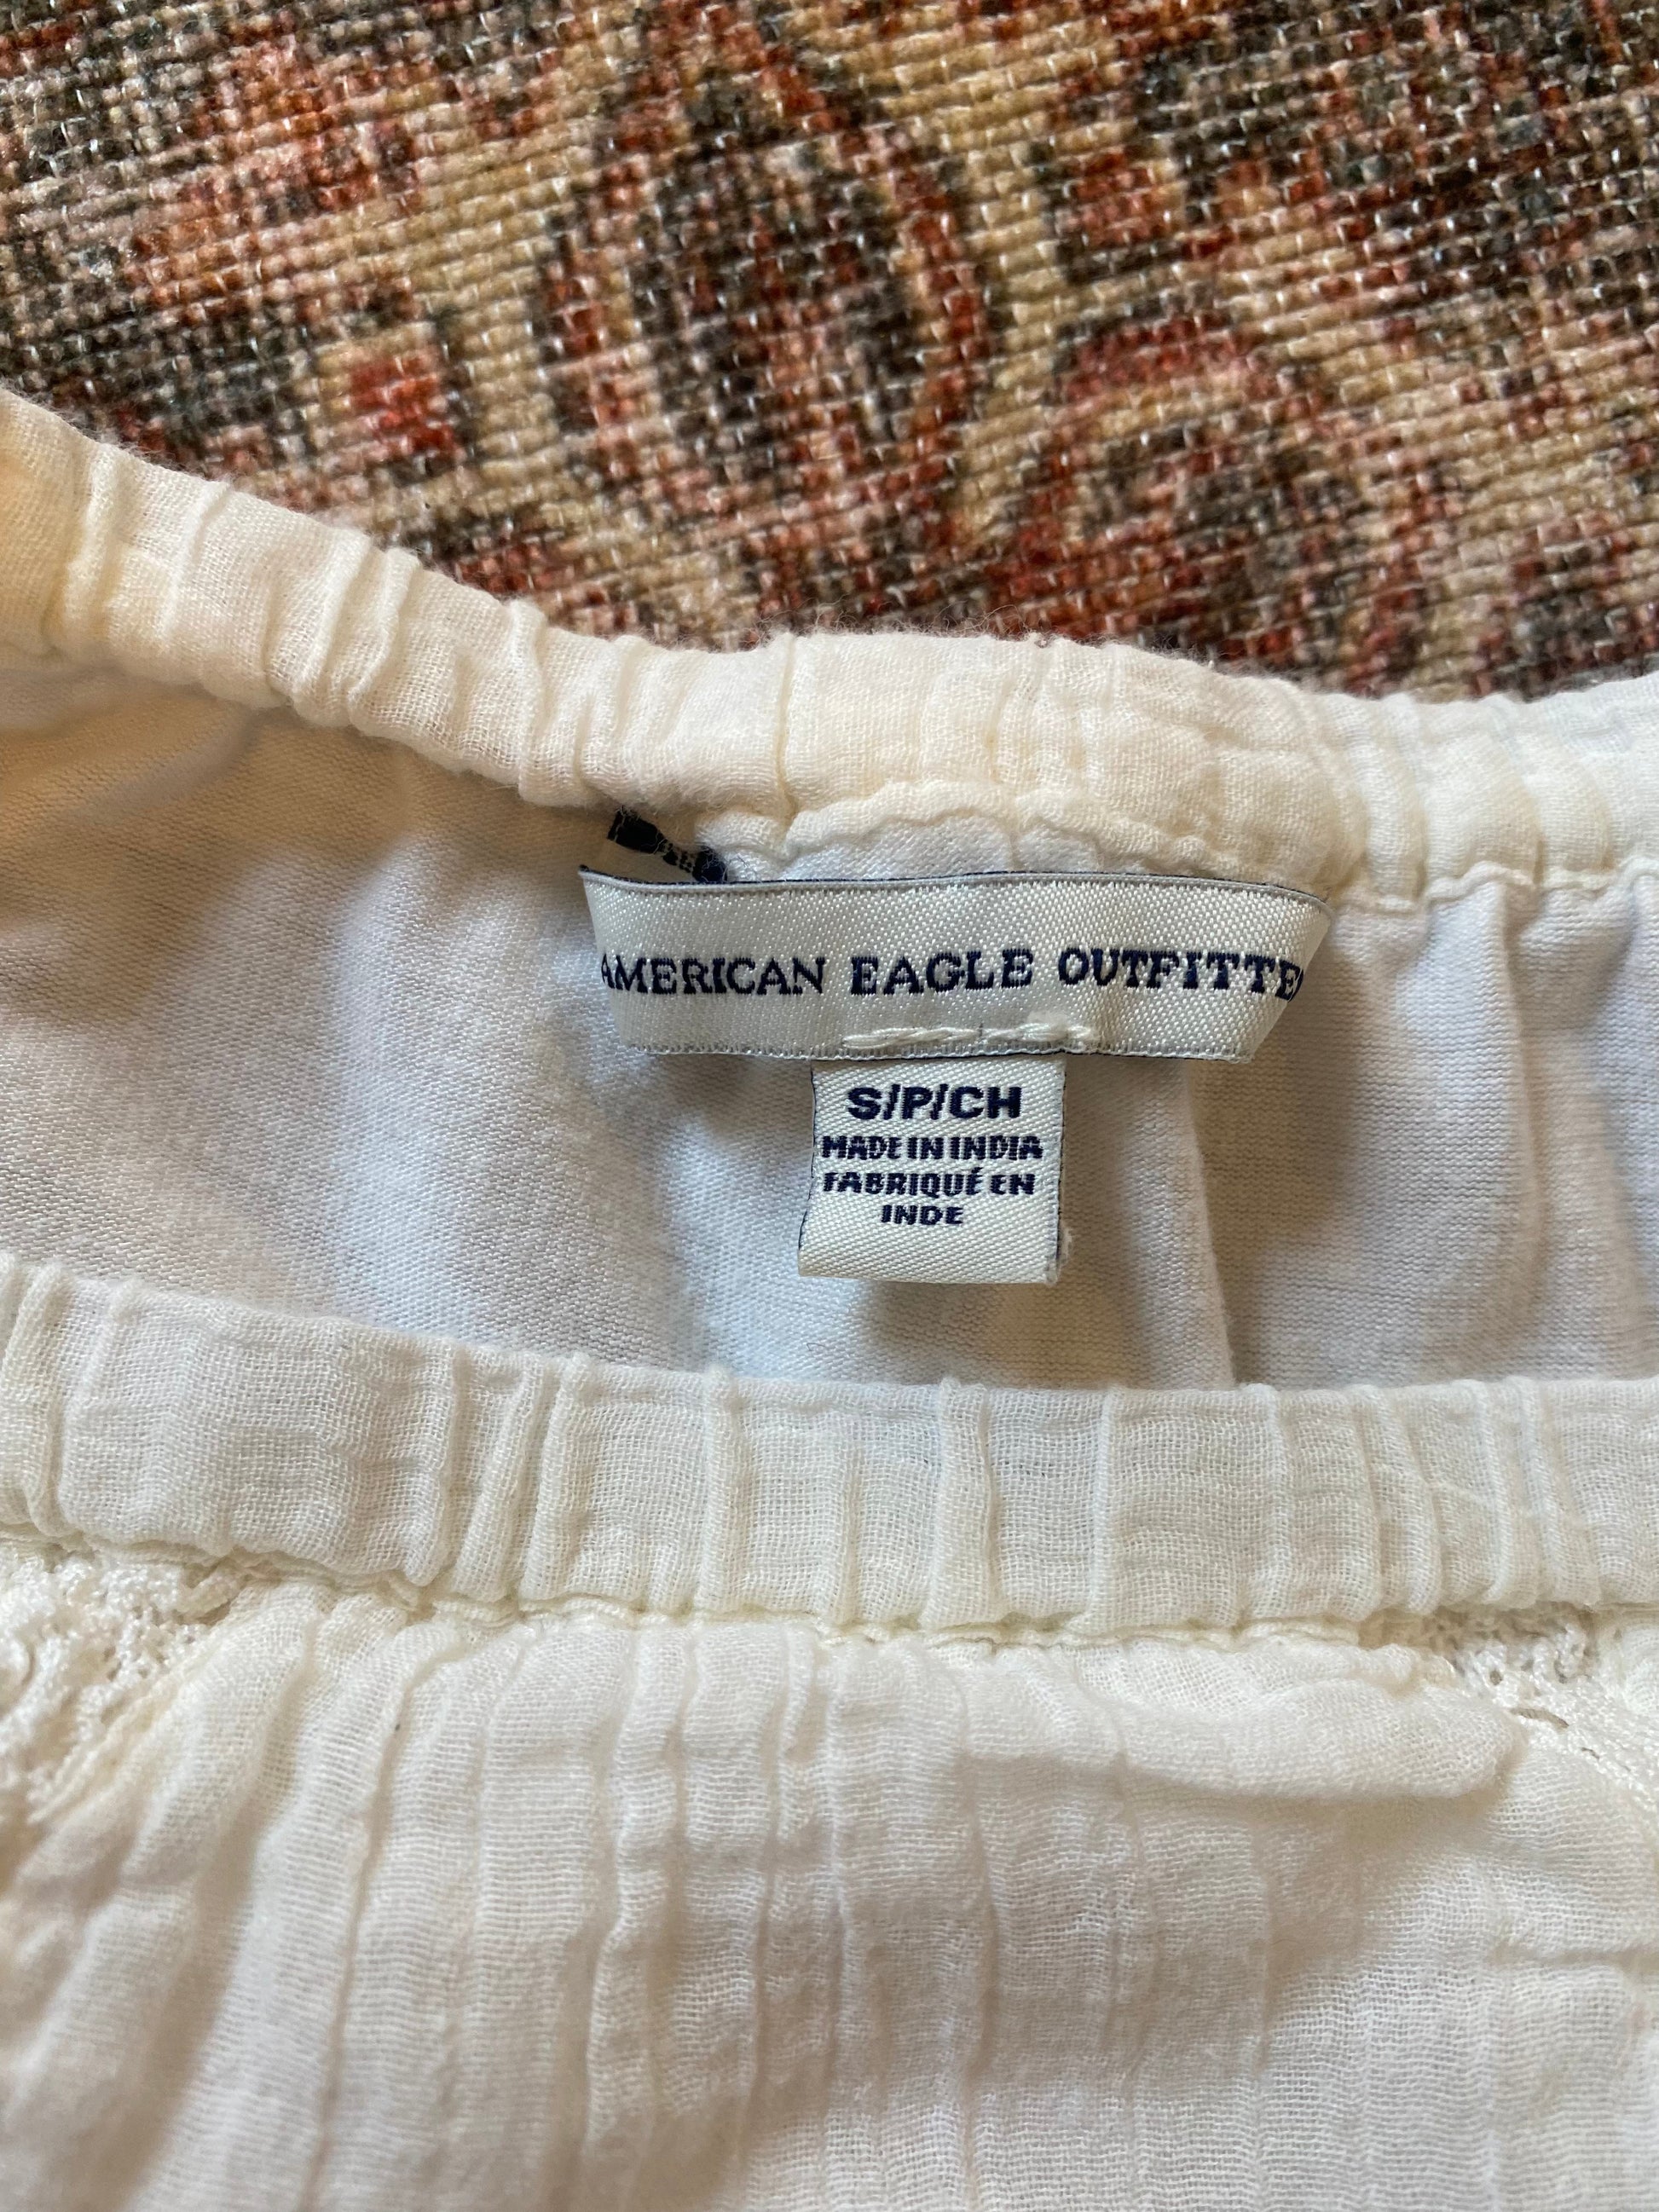 AMERICAN EAGLE OUTFITTE
S/P/CH
MADE IN INDIA
FABRIQUÉ EN
INDE